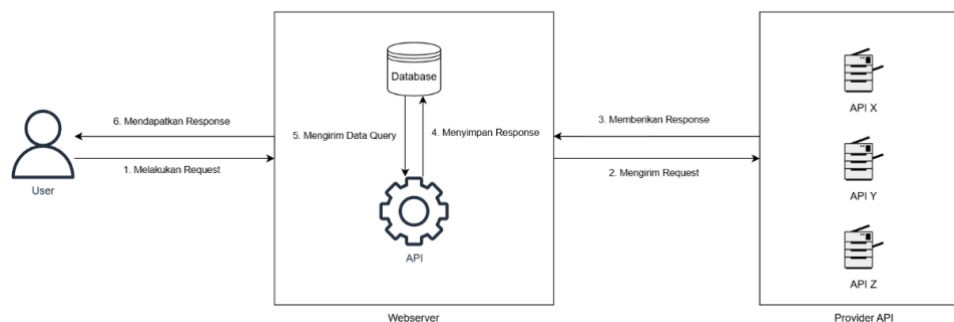 Database
API X
6. Mendapatkan Response
5. Mengirim Data Query
4. Menyimpan Response
3. Memberikan Response
1. Melakukan Request
2. Mengirim Request
User
API Y
API
API Z
Webserver
Provider API